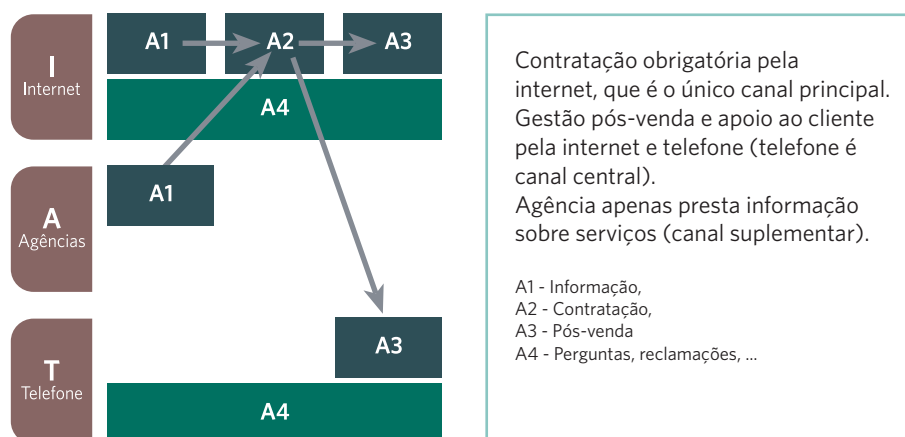 I
Internet
A1
A2
A3
A4
A
Agências
A1
T
Telefone
A3
A4
Contratação obrigatória pela
internet, que é o único canal principal.
Gestão pós-venda e apoio ao cliente
pela internet e telefone (telefone é
canal central).
Agência apenas presta informação
sobre serviços (canal suplementar).
A1 - Informação,
A2 - Contratação,
A3 - Pós-venda
A4 - Perguntas, reclamações, ...